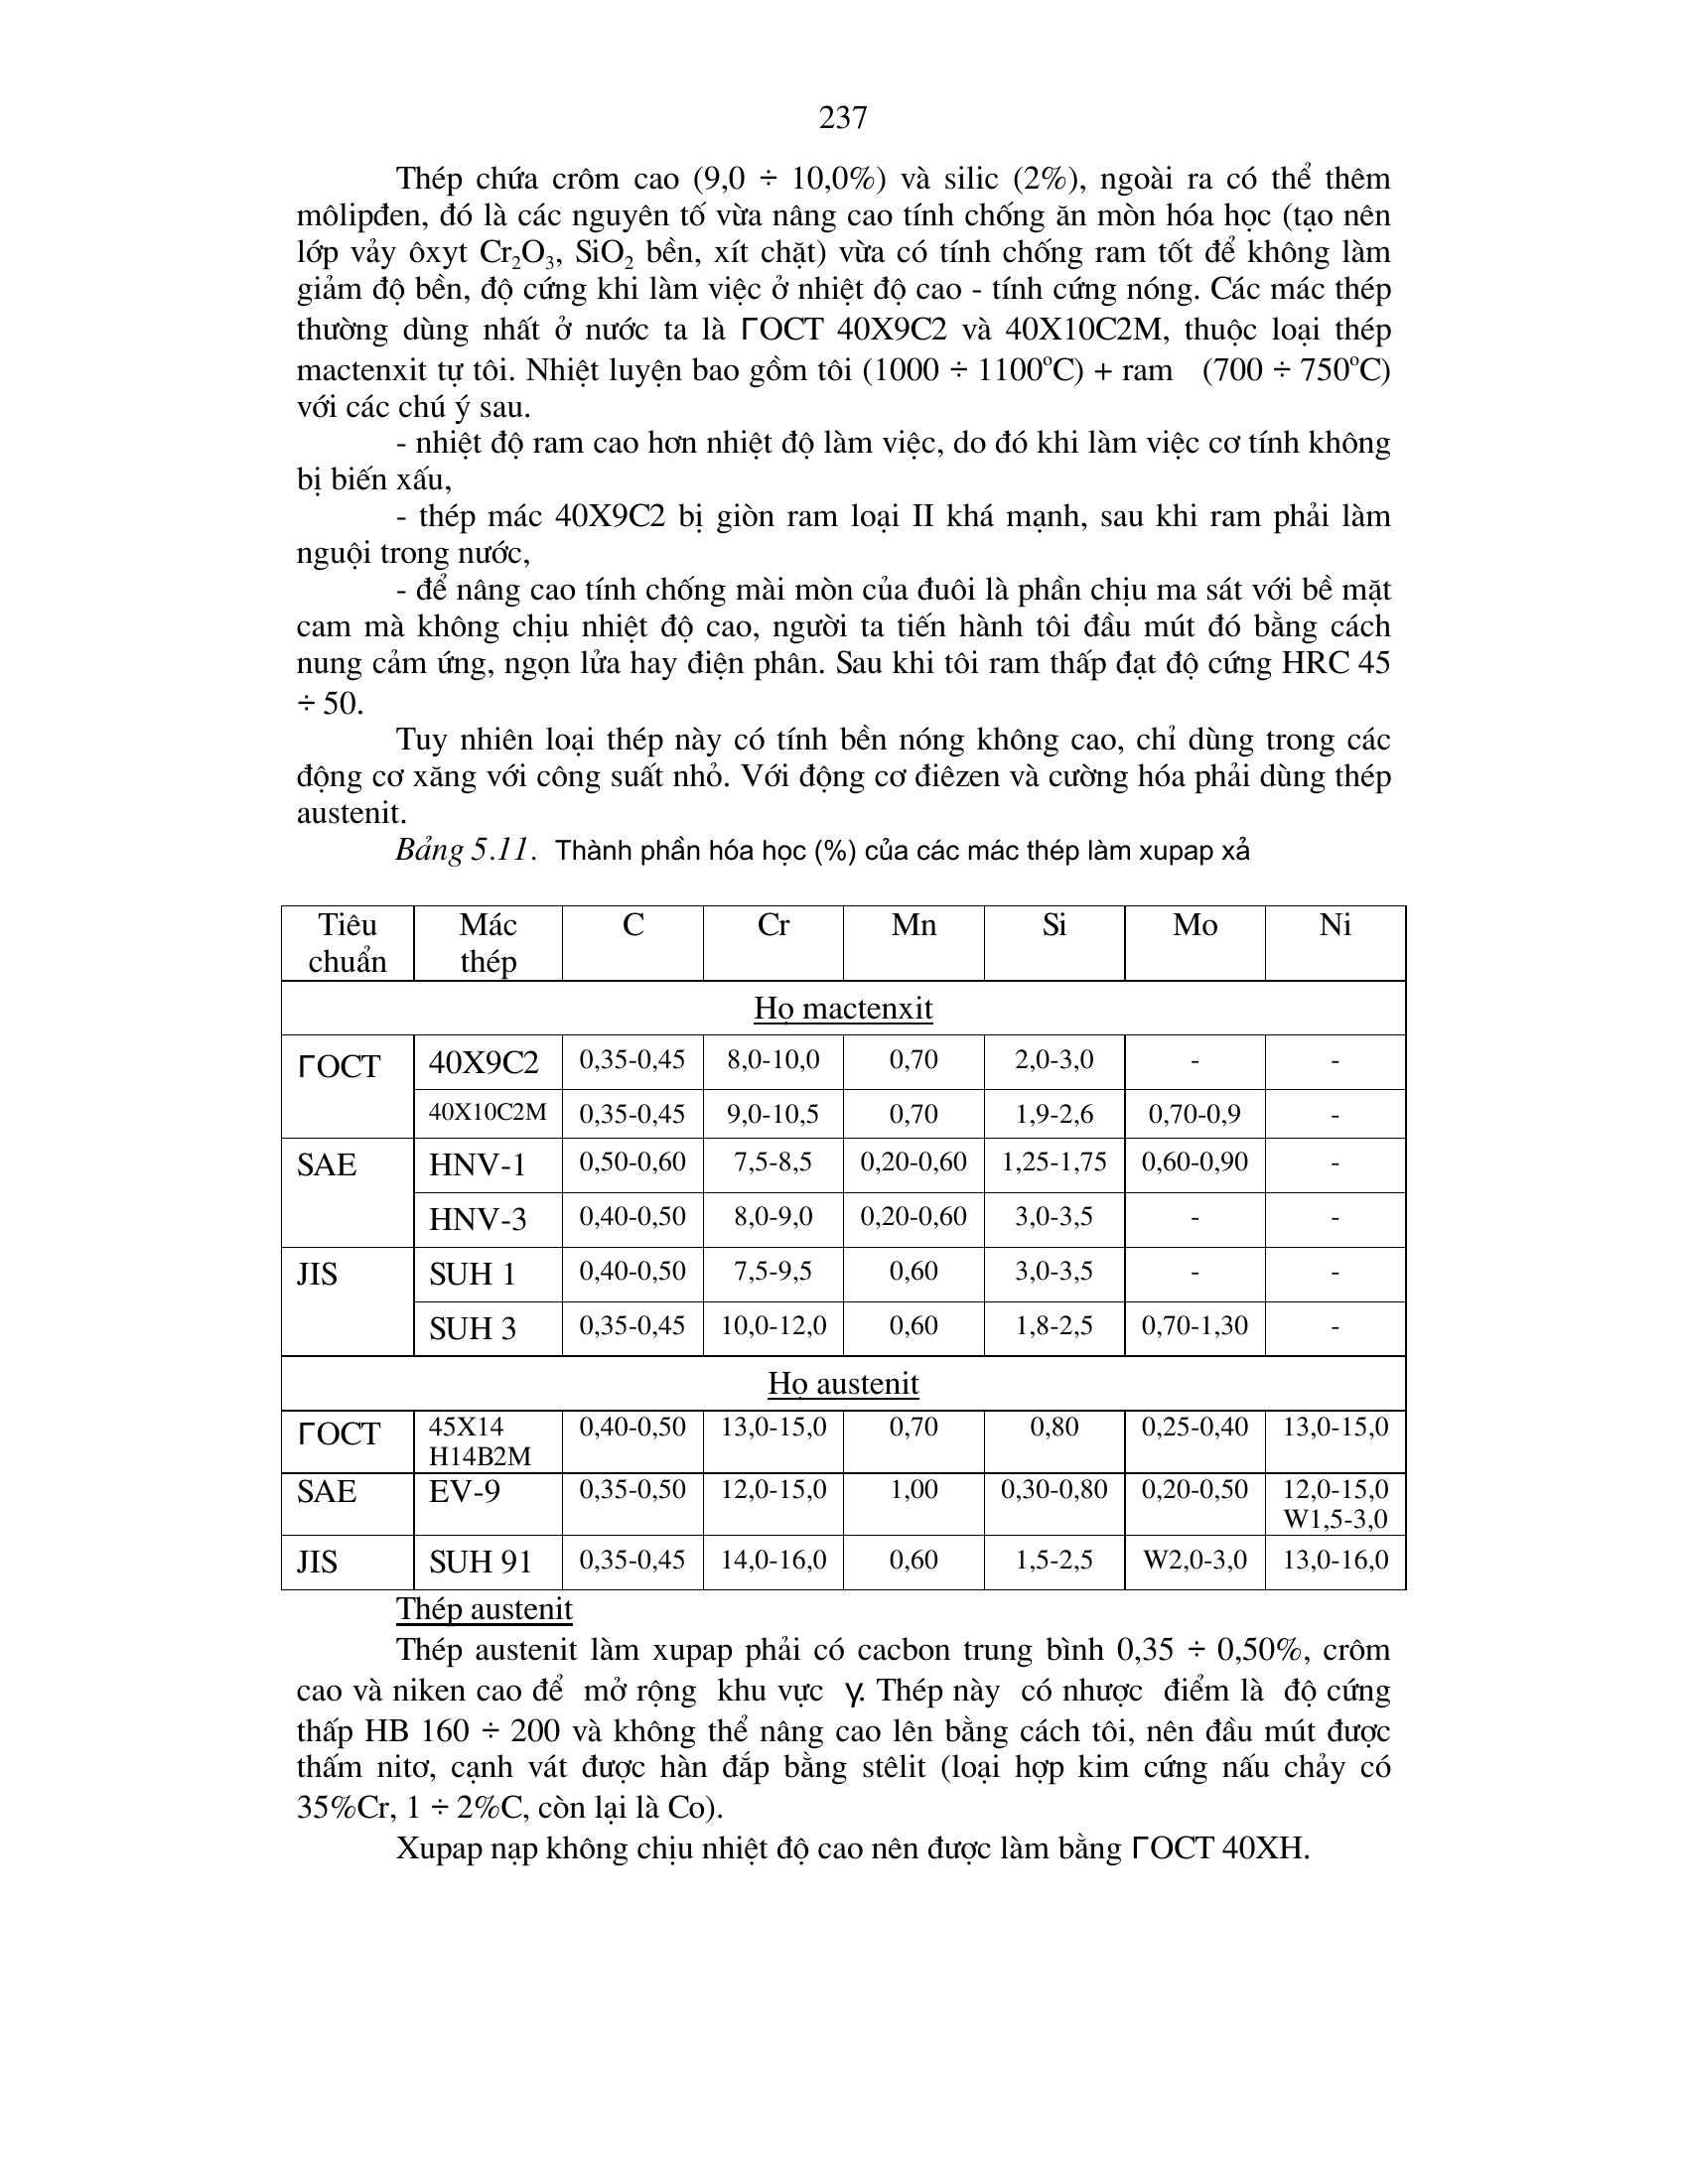 237
Thép chứa crôm cao (9,0 ÷ 10,0%) và silic (2%), ngoài ra có thể thêm
môlipđen, đó là các nguyên tố vừa nâng cao tính chống ăn mòn hóa học (tạo nên
lớp vảy ôxyt Cr₂O₃, SiO₂ bền, xít chặt) vừa có tính chống ram tốt để không làm
giảm độ bền, độ cứng khi làm việc ở nhiệt độ cao - tính cứng nóng. Các mác thép
thường dùng nhất ở nước ta là ГOCT 40X9C2 và 40X10C2M, thuộc loại thép
mactenxit tự tôi. Nhiệt luyện bao gồm tôi (1000 ÷ 1100ºC) + ram (700 ÷ 750ºC)
với các chú ý sau.
- nhiệt độ ram cao hơn nhiệt độ làm việc, do đó khi làm việc cơ tính không
bị biến xấu,
- thép mác 40X9C2 bị giòn ram loại II khá mạnh, sau khi ram phải làm
nguội trong nước,
- để nâng cao tính chống mài mòn của đuôi là phần chịu ma sát với bề mặt
cam mà không chịu nhiệt độ cao, người ta tiến hành tôi đầu mút đó bằng cách
nung cảm ứng, ngọn lửa hay điện phân. Sau khi tôi ram thấp đạt độ cứng HRC 45
÷ 50.
Tuy nhiên loại thép này có tính bền nóng không cao, chỉ dùng trong các
động cơ xăng với công suất nhỏ. Với động cơ điêzen và cường hóa phải dùng thép
austenit.
Bảng 5.11. Thành phần hóa học (%) của các mác thép làm xupap xả
Tiêu chuẩn Mác thép C Cr Mn Si Mo Ni
Họ mactenxit
ГOCT 40X9C2 0,35-0,45 8,0-10,0 0,70 2,0-3,0 - -
40X10C2M 0,35-0,45 9,0-10,5 0,70 1,9-2,6 0,70-0,9 -
SAE HNV-1 0,50-0,60 7,5-8,5 0,20-0,60 1,25-1,75 0,60-0,90 -
HNV-3 0,40-0,50 8,0-9,0 0,20-0,60 3,0-3,5 - -
JIS SUH 1 0,40-0,50 7,5-9,5 0,60 3,0-3,5 - -
SUH 3 0,35-0,45 10,0-12,0 0,60 1,8-2,5 0,70-1,30 -
Họ austenit
ГOCT 45X14 H14B2M 0,40-0,50 13,0-15,0 0,70 0,80 0,25-0,40 13,0-15,0
SAE EV-9 0,35-0,50 12,0-15,0 1,00 0,30-0,80 0,20-0,50 12,0-15,0 W1,5-3,0
JIS SUH 91 0,35-0,45 14,0-16,0 0,60 1,5-2,5 W2,0-3,0 13,0-16,0
Thép austenit
Thép austenit làm xupap phải có cacbon trung bình 0,35 ÷ 0,50%, crôm
cao và niken cao để mở rộng khu vực γ. Thép này có nhược điểm là độ cứng
thấp HB 160 ÷ 200 và không thể nâng cao lên bằng cách tôi, nên đầu mút được
thấm nitơ, cạnh vát được hàn đắp bằng stêlit (loại hợp kim cứng nấu chảy có
35%Cr, 1 ÷ 2%C, còn lại là Co).
Xupap nạp không chịu nhiệt độ cao nên được làm bằng ГOCT 40XH.